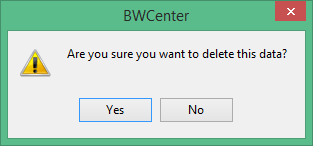 BWCenter
Are you sure you want to delete this data?
Yes
No